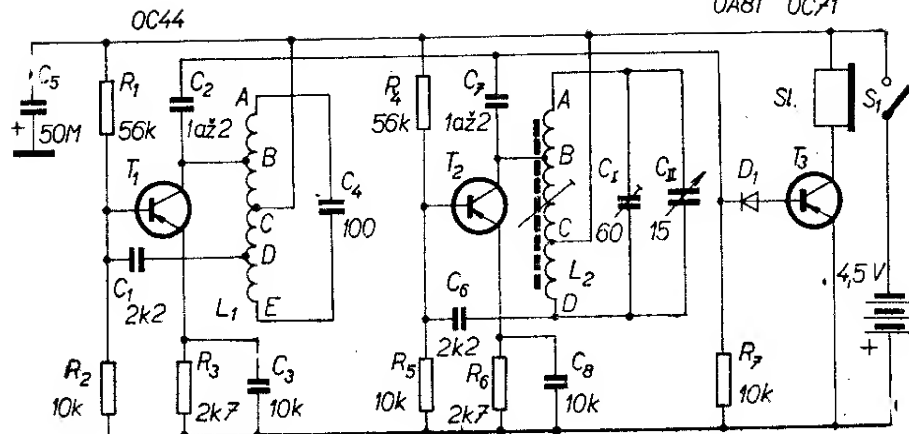 OC44
OA81 OC71
C5
50M
+
R1
56k
C2
1až2
A
B
C
D
E
L1
C4
100
T1
C1
2k2
R2
10k
R3
2k7
C3
10k
R4
56k
C7
1až2
A
B
C
D
L2
T2
C6
2k2
R5
10k
R6
2k7
C8
10k
CI
60
CII
15
D1
T3
Sl.
S1
4,5 V
+
R7
10k